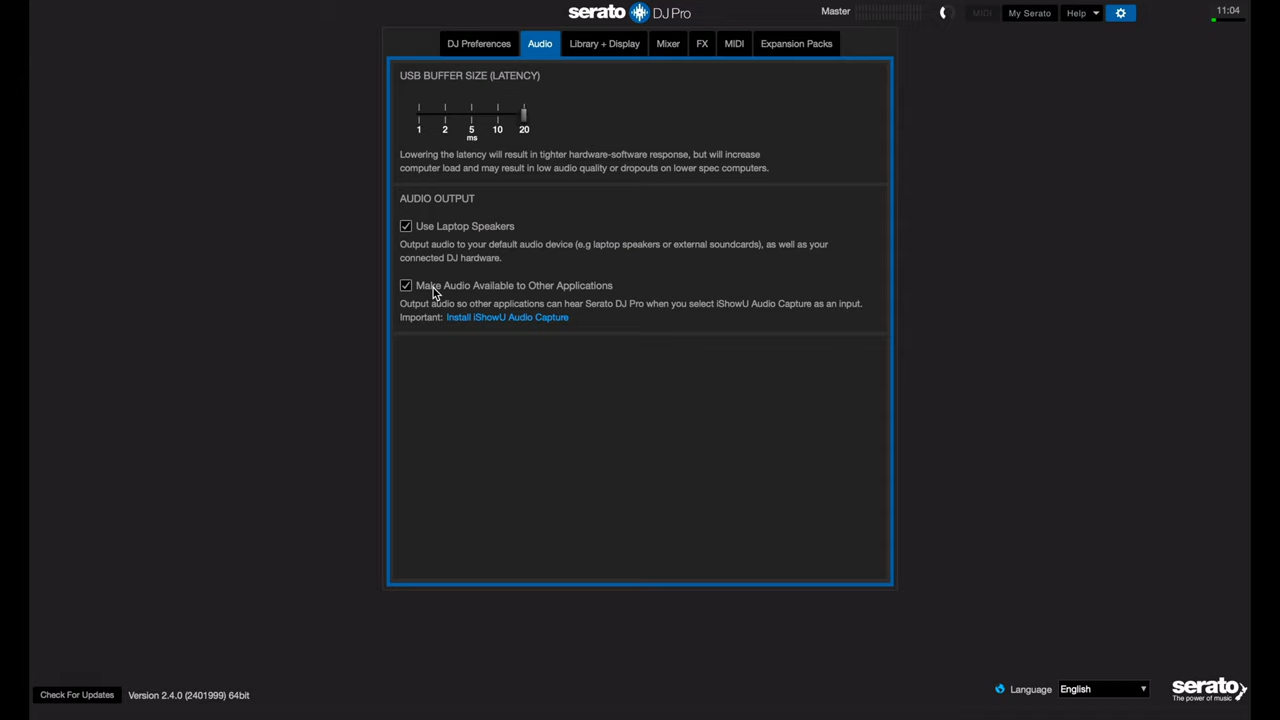 serato DJ Pro
Master
MIDI
My Serato
Help
11:04
DJ Preferences
Audio
Library + Display
Mixer
FX
MIDI
Expansion Packs
USB BUFFER SIZE (LATENCY)
1 2 5 10 20
ms
Lowering the latency will result in tighter hardware-software response, but will increase
computer load and may result in low audio quality or dropouts on lower spec computers.
AUDIO OUTPUT
Use Laptop Speakers
Output audio to your default audio device (e.g laptop speakers or external soundcards), as well as your
connected DJ hardware.
Make Audio Available to Other Applications
Output audio so other applications can hear Serato DJ Pro when you select iShowU Audio Capture as an input.
Important: Install iShowU Audio Capture
Check For Updates
Version 2.4.0 (2401999) 64bit
Language
English
serato
The power of music.